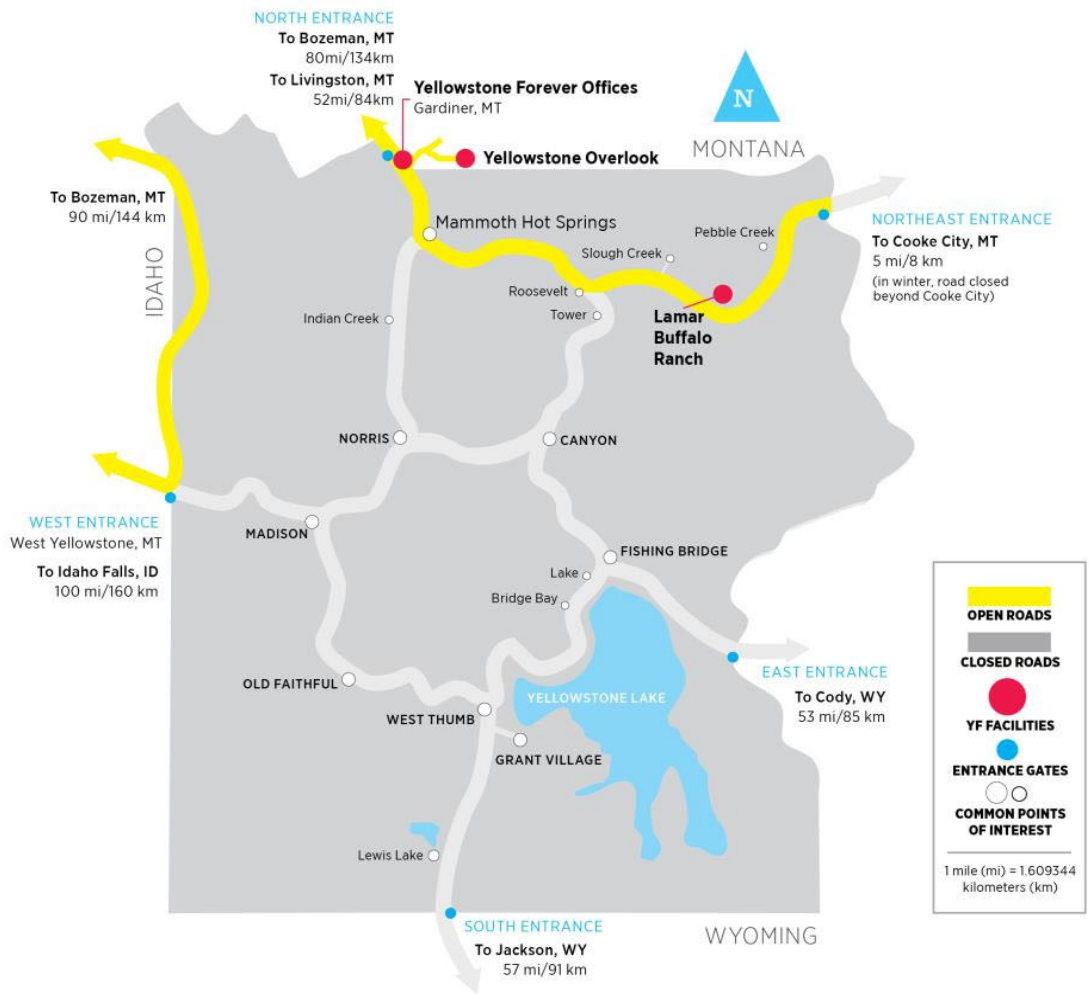 NORTH ENTRANCE
To Bozeman, MT
80mi/134km
To Livingston, MT
52mi/84km
Yellowstone Forever Offices
Gardiner, MT
N
MONTANA
Yellowstone Overlook
To Bozeman, MT
90 mi/144 km
IDAHO
Mammoth Hot Springs
Pebble Creek
Slough Creek
NORTHEAST ENTRANCE
To Cooke City, MT
5 mi/8 km
(in winter, road closed
beyond Cooke City)
Roosevelt
Tower
Indian Creek
Lamar
Buffalo
Ranch
NORRIS
CANYON
WEST ENTRANCE
West Yellowstone, MT
To Idaho Falls, ID
100 mi/160 km
MADISON
FISHING BRIDGE
Lake
Bridge Bay
EAST ENTRANCE
To Cody, WY
53 mi/85 km
OLD FAITHFUL
YELLOWSTONE LAKE
WEST THUMB
GRANT VILLAGE
Lewis Lake
SOUTH ENTRANCE
To Jackson, WY
57 mi/91 km
WYOMING
OPEN ROADS
CLOSED ROADS
YF FACILITIES
ENTRANCE GATES
COMMON POINTS
OF INTEREST
1 mile (mi) = 1.609344
kilometers (km)